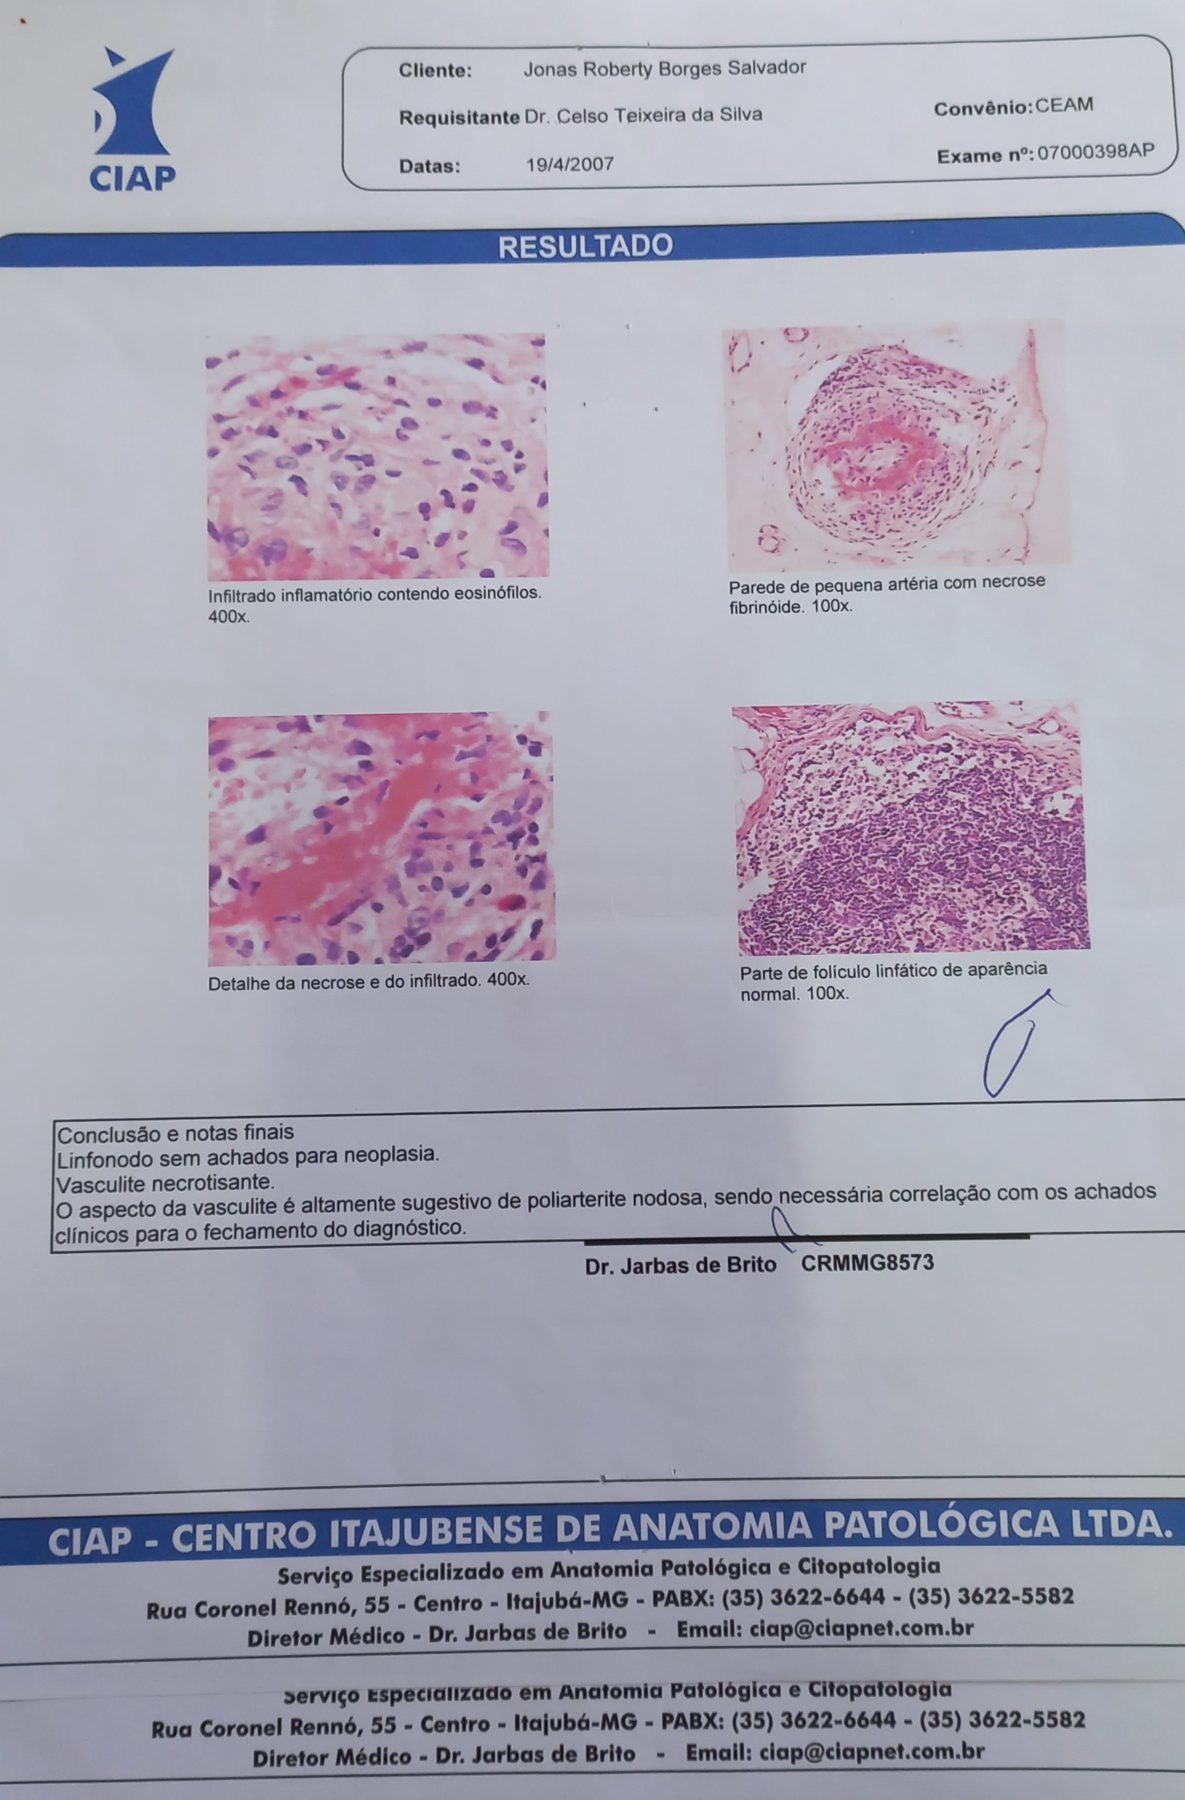 CIAP
Cliente: Jonas Roberty Borges Salvador
Requisitante Dr. Celso Teixeira da Silva
Convênio: CEAM
Datas: 19/4/2007
Exame nº: 07000398AP
RESULTADO
Infiltrado inflamatório contendo eosinófilos.
400x.
Parede de pequena artéria com necrose
fibrinóide. 100x.
Detalhe da necrose e do infiltrado. 400x.
Parte de folículo linfático de aparência
normal. 100x.
Conclusão e notas finais
Linfonodo sem achados para neoplasia.
Vasculite necrotisante.
O aspecto da vasculite é altamente sugestivo de poliarterite nodosa, sendo necessária correlação com os achados
clínicos para o fechamento do diagnóstico.
Dr. Jarbas de Brito CRMMG8573
CIAP - CENTRO ITAJUBENSE DE ANATOMIA PATOLÓGICA LTDA.
Serviço Especializado em Anatomia Patológica e Citopatologia
Rua Coronel Rennó, 55 - Centro - Itajubá-MG - PABX: (35) 3622-6644 - (35) 3622-5582
Diretor Médico - Dr. Jarbas de Brito - Email: ciap@ciapnet.com.br
Serviço Especializado em Anatomia Patológica e Citopatologia
Rua Coronel Rennó, 55 - Centro - Itajubá-MG - PABX: (35) 3622-6644 - (35) 3622-5582
Diretor Médico - Dr. Jarbas de Brito - Email: ciap@ciapnet.com.br